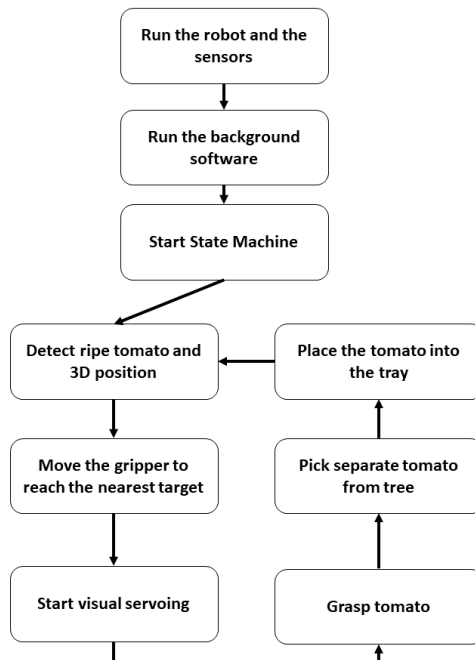 Run the robot and the
sensors
Run the background
software
Start State Machine
Detect ripe tomato and
3D position
Place the tomato into
the tray
Move the gripper to
reach the nearest target
Pick separate tomato
from tree
Start visual servoing
Grasp tomato